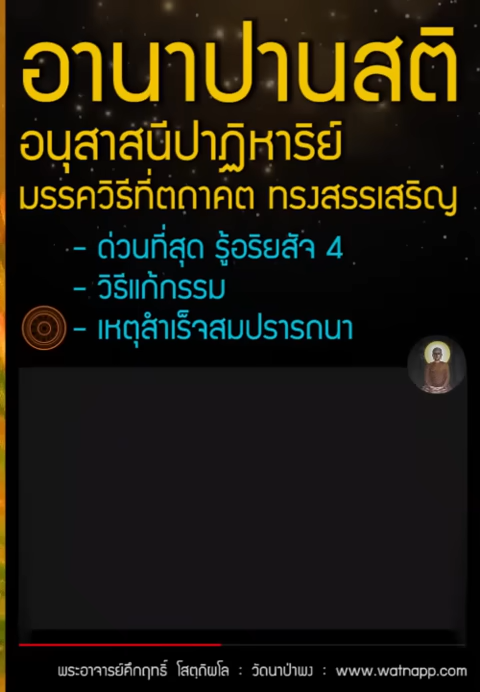 อานาปานสติ
อนุสาสนีปาฏิหาริย์
มรรควิธีที่ตถาคต ทรงสรรเสริญ
- ด่วนที่สุด รู้อริยสัจ 4
- วิธีแก้กรรม
- เหตุสำเร็จสมปรารถนา
พระอาจารย์คึกฤทธิ์ โสตฺถิผโล : วัดนาป่าพง : www.watnapp.com